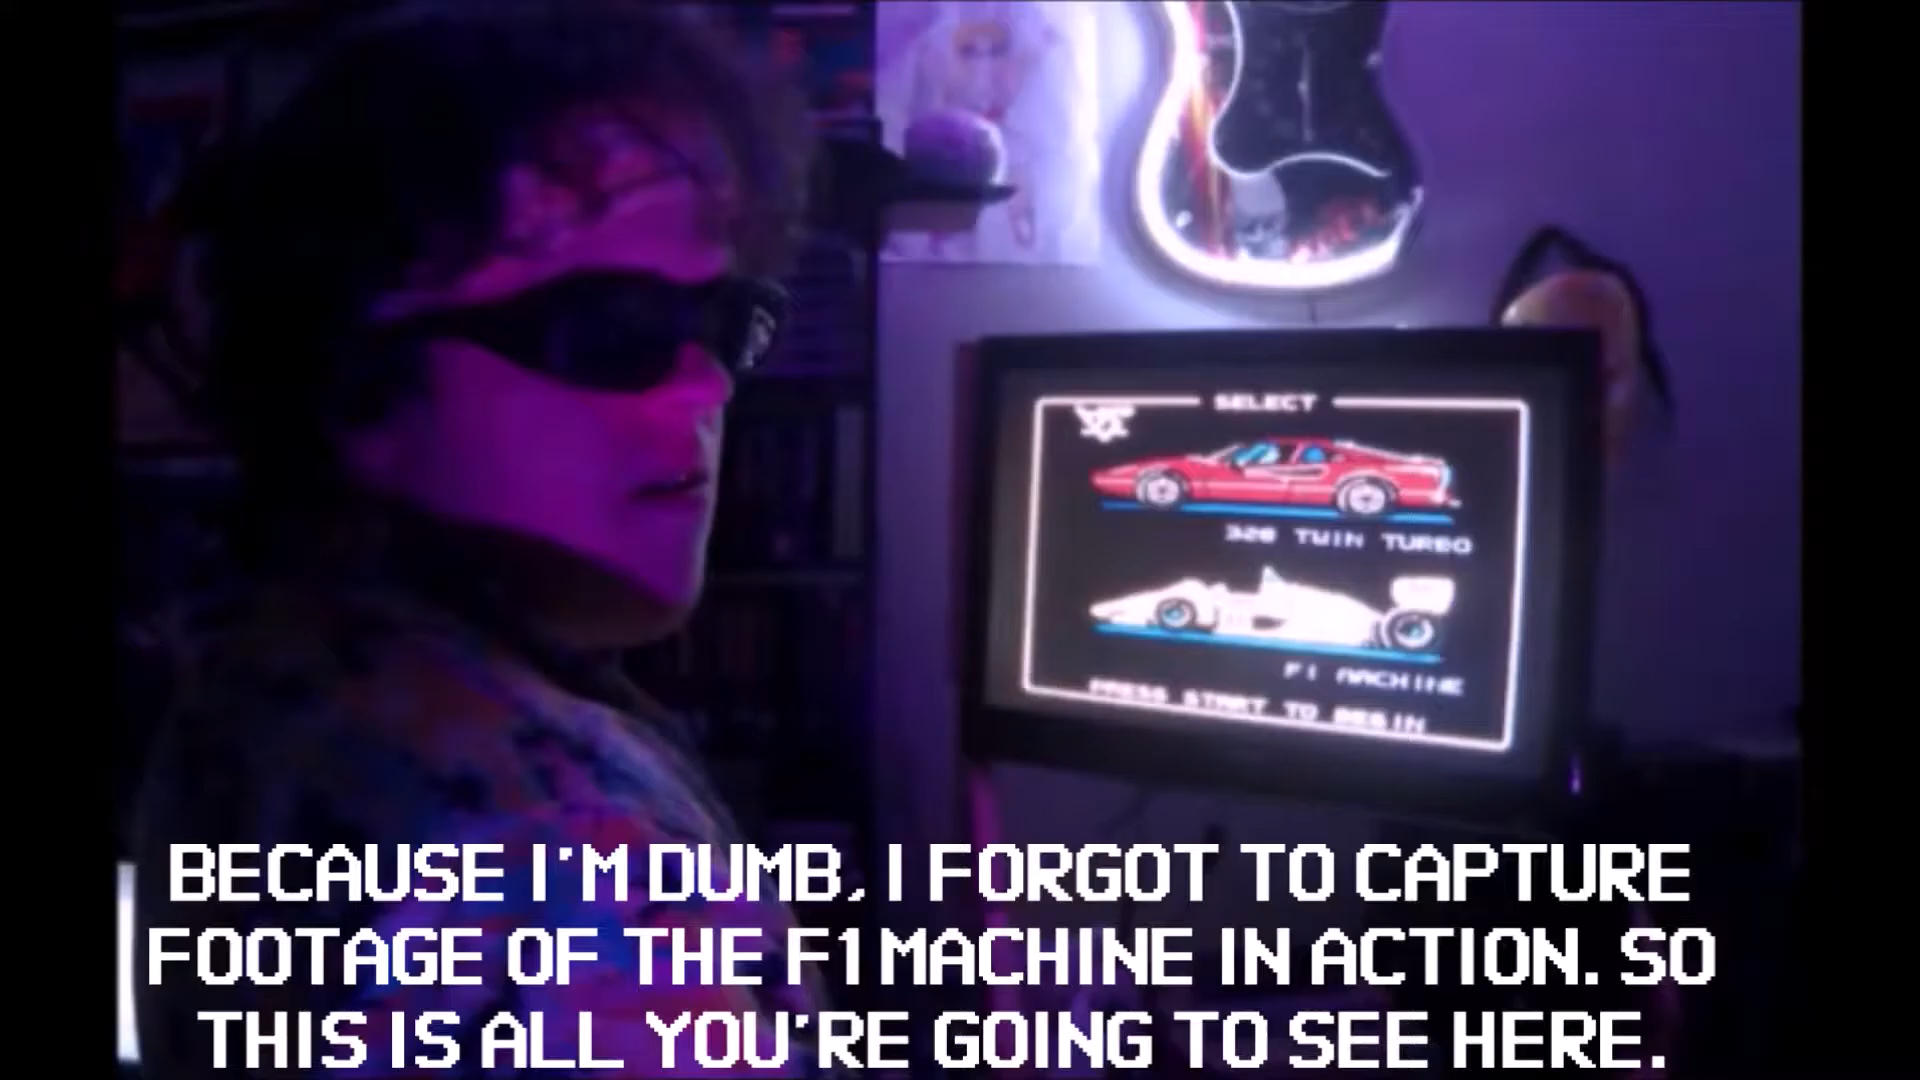 SELECT
328 TWIN TURBO
F1 MACHINE
PRESS START TO BEGIN
BECAUSE I'M DUMB, I FORGOT TO CAPTURE
FOOTAGE OF THE F1 MACHINE IN ACTION. SO
THIS IS ALL YOU'RE GOING TO SEE HERE.